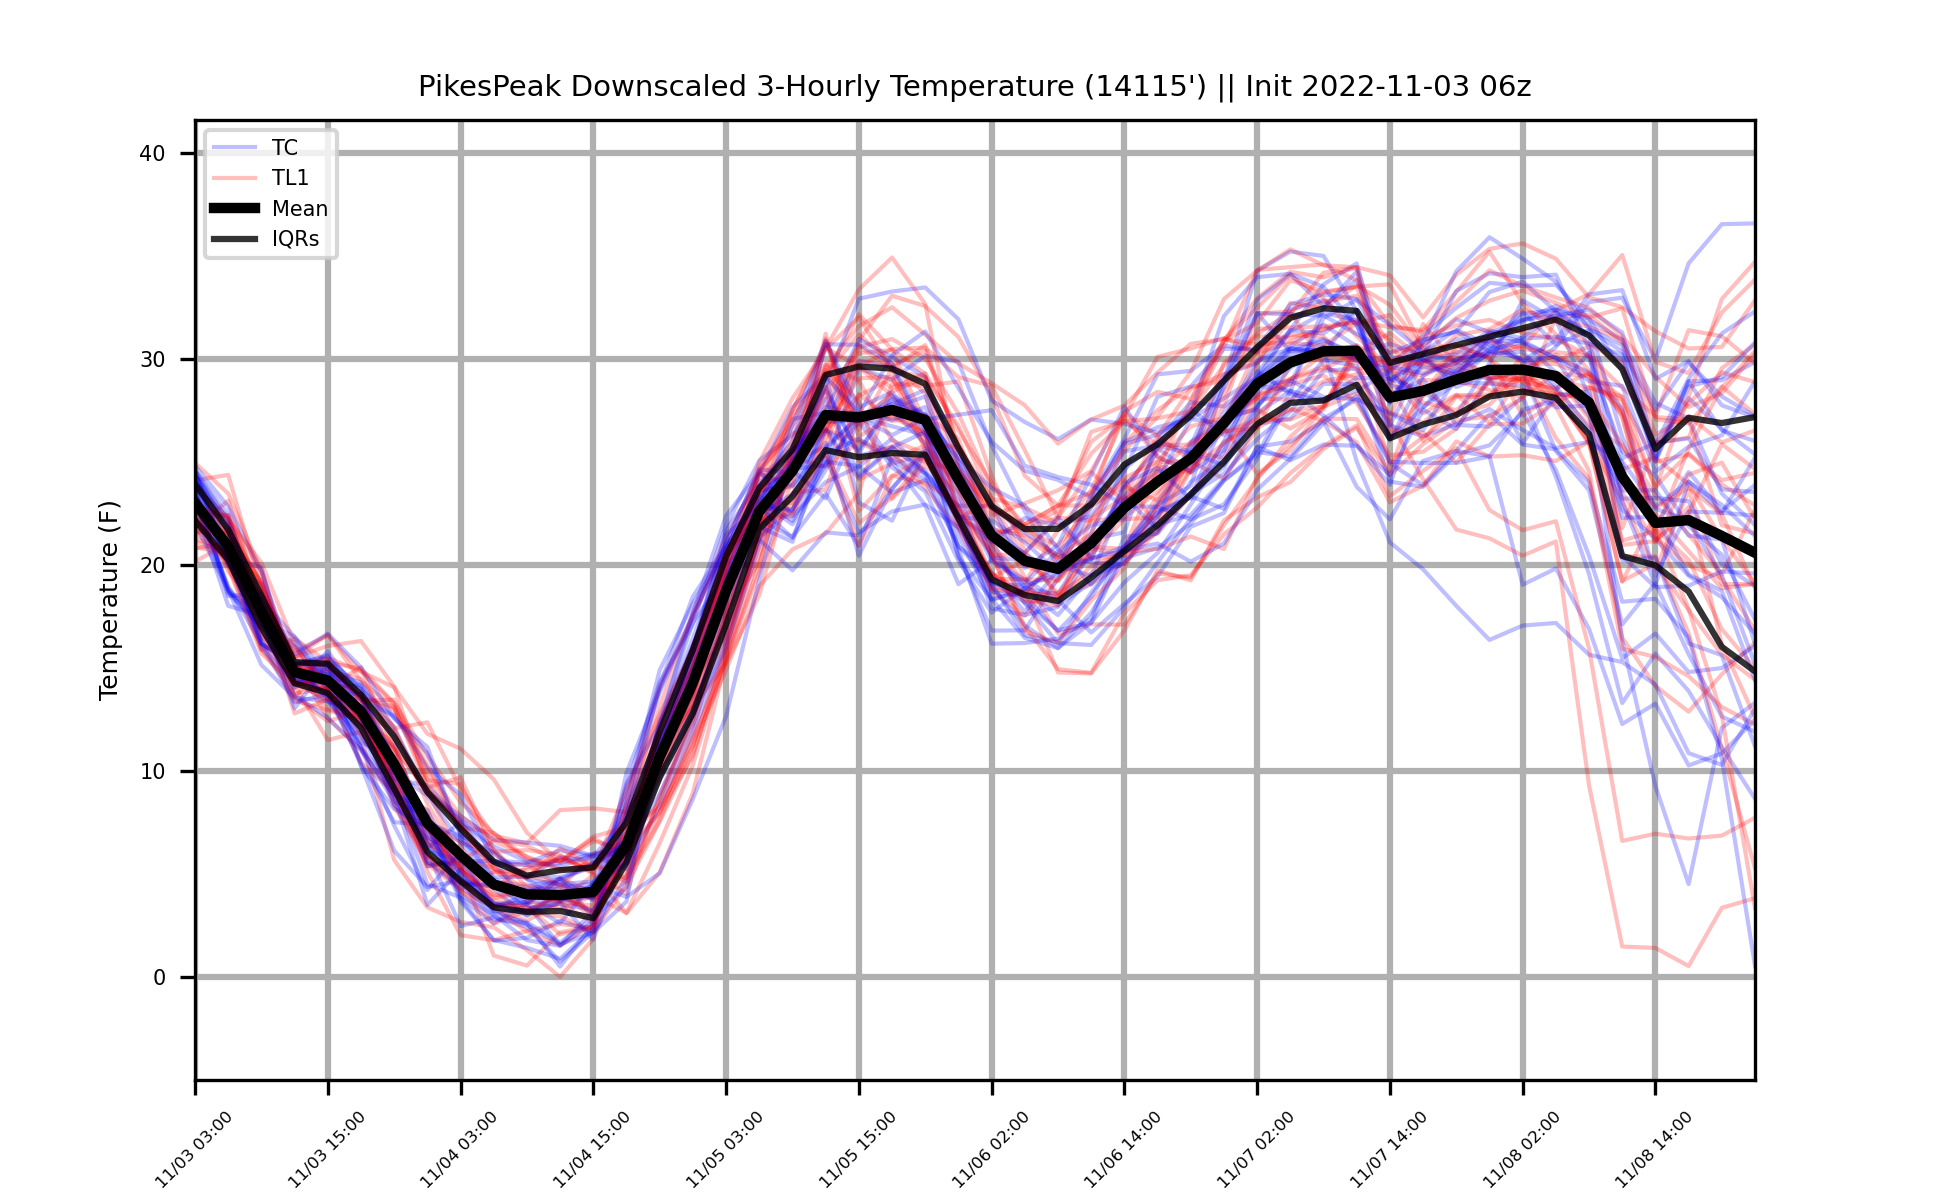 PikesPeak Downscaled 3-Hourly Temperature (14115') || Init 2022-11-03 06z
TC
TL1
Mean
IQRs
Temperature (F)
40
30
20
10
0
11/03 03:00
11/03 15:00
11/04 03:00
11/04 15:00
11/05 03:00
11/05 15:00
11/06 02:00
11/06 14:00
11/07 02:00
11/07 14:00
11/08 02:00
11/08 14:00